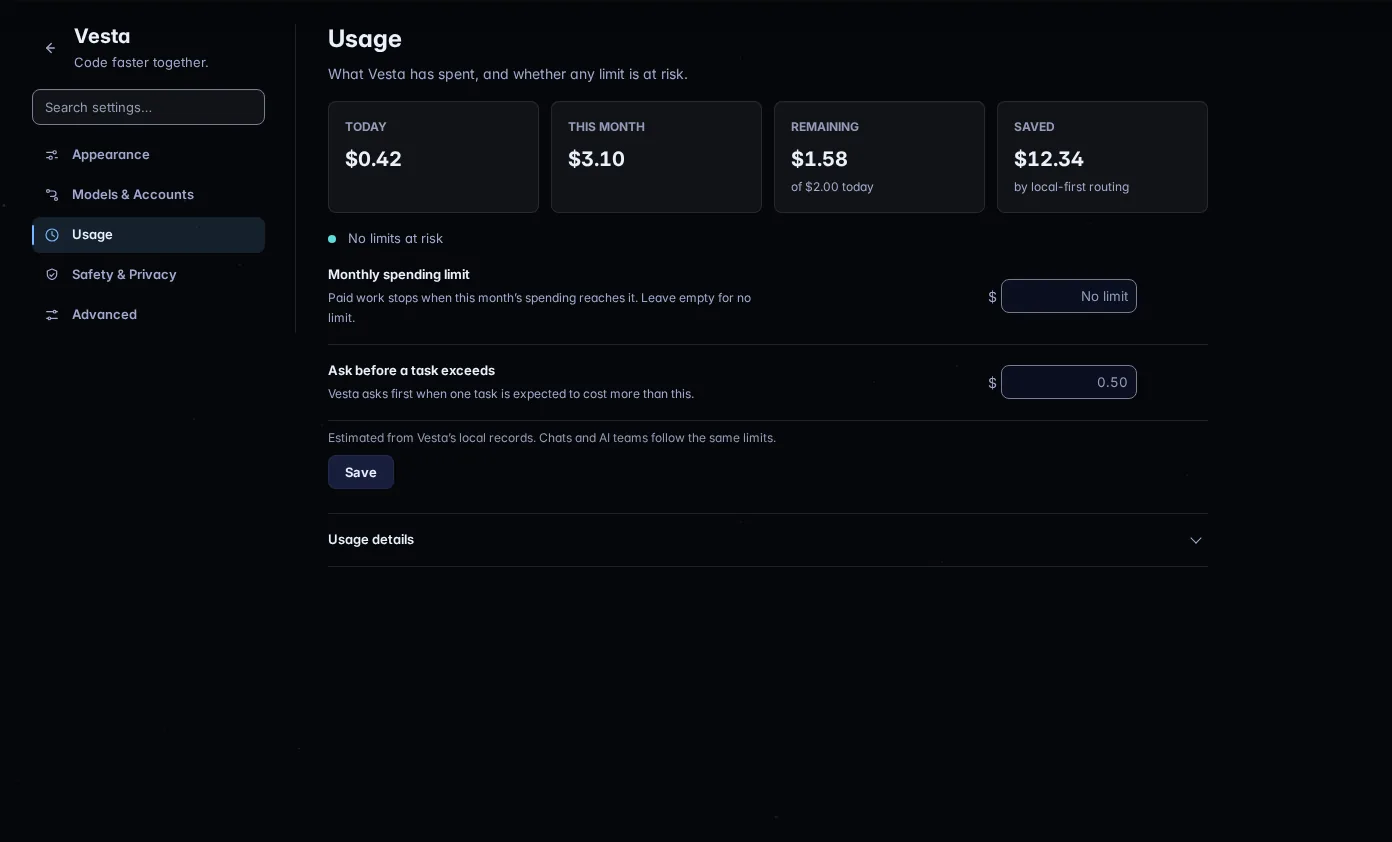 Vesta
Code faster together.
Search settings...
Appearance
Models & Accounts
Usage
Safety & Privacy
Advanced
Usage
What Vesta has spent, and whether any limit is at risk.
TODAY
$0.42
THIS MONTH
$3.10
REMAINING
$1.58
of $2.00 today
SAVED
$12.34
by local-first routing
No limits at risk
Monthly spending limit
Paid work stops when this month’s spending reaches it. Leave empty for no
limit.
$ No limit
Ask before a task exceeds
Vesta asks first when one task is expected to cost more than this.
$ 0.50
Estimated from Vesta’s local records. Chats and AI teams follow the same limits.
Save
Usage details